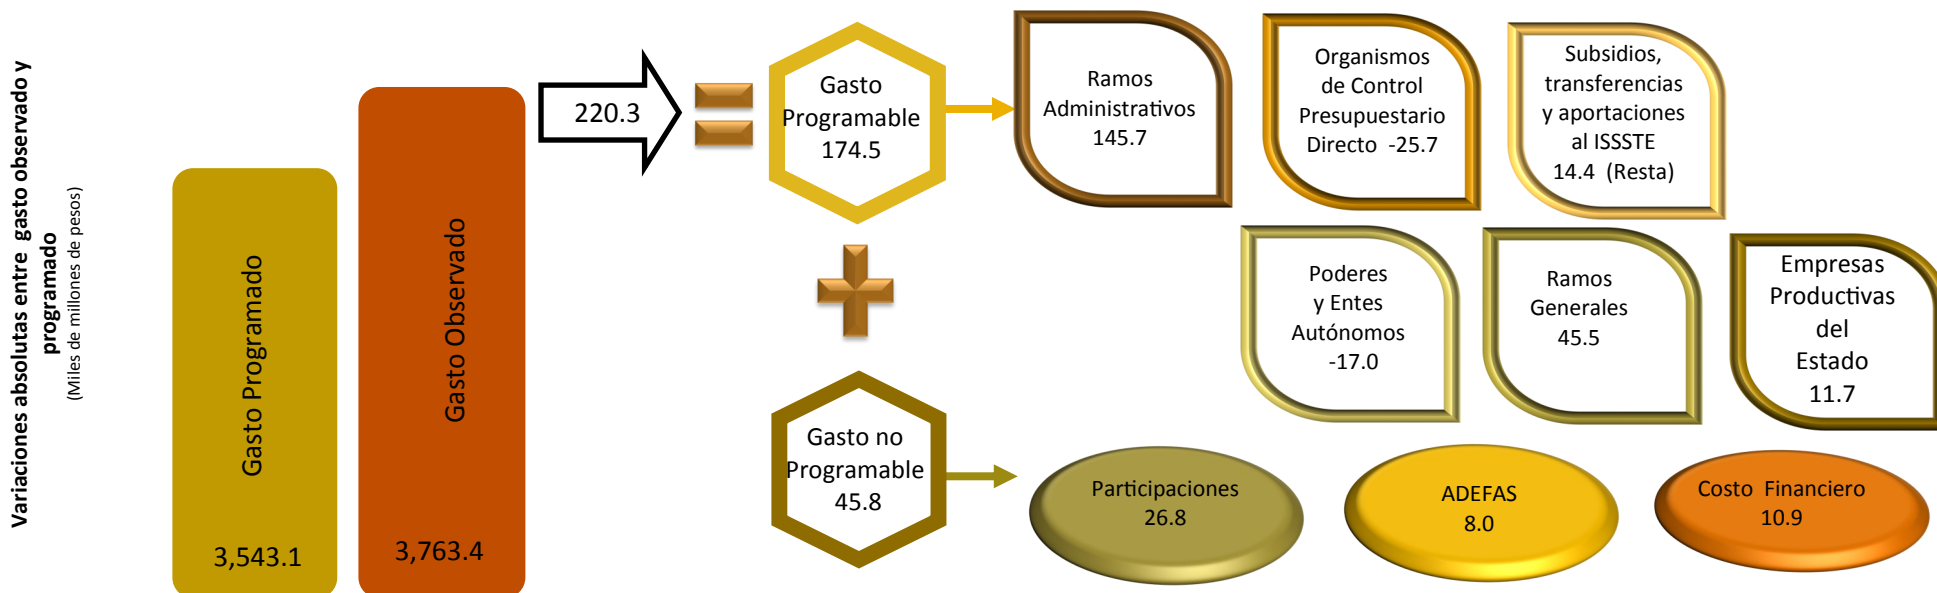 Variaciones absolutas entre gasto observado y
programado
(Miles de millones de pesos)
Gasto Programado
3,543.1
Gasto Observado
3,763.4
220.3
Gasto
Programable
174.5
Ramos
Administrativos
145.7
Organismos
de Control
Presupuestario
Directo -25.7
Subsidios,
transferencias
y aportaciones
al ISSSTE
14.4 (Resta)
Poderes
y Entes
Autónomos
-17.0
Ramos
Generales
45.5
Empresas
Productivas
del
Estado
11.7
Gasto no
Programable
45.8
Participaciones
26.8
ADEFAS
8.0
Costo Financiero
10.9